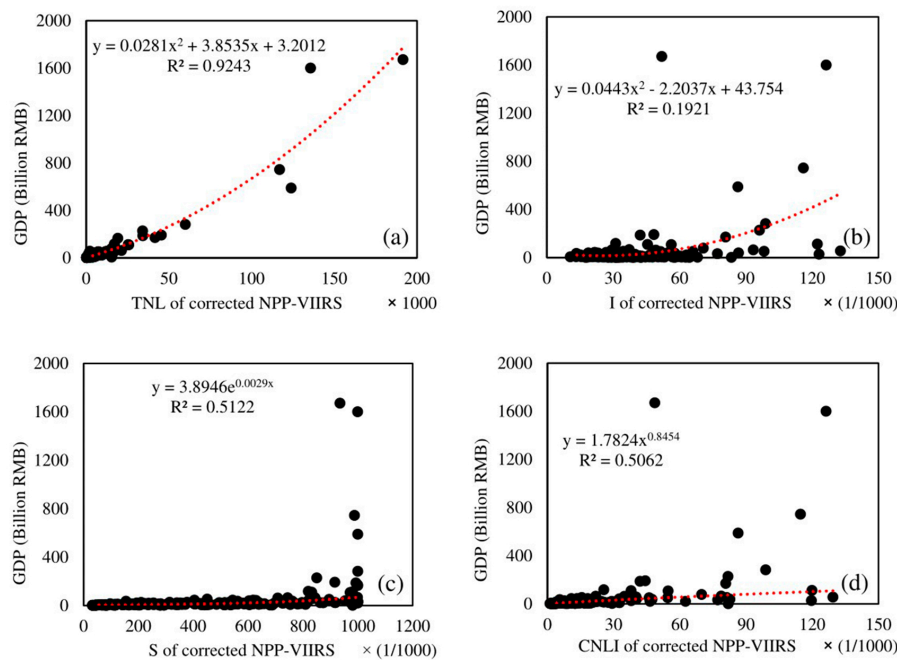 2000
1600
1200
800
400
0
GDP (Billion RMB)
y = 0.0281x² + 3.8535x + 3.2012
R² = 0.9243
(a)
0 50 100 150 200
TNL of corrected NPP-VIIRS × 1000
2000
1600
1200
800
400
0
GDP (Billion RMB)
y = 0.0443x² - 2.2037x + 43.754
R² = 0.1921
(b)
0 30 60 90 120 150
I of corrected NPP-VIIRS × (1/1000)
2000
1600
1200
800
400
0
GDP (Billion RMB)
y = 3.8946e^0.0029x
R² = 0.5122
(c)
0 200 400 600 800 1000 1200
S of corrected NPP-VIIRS × (1/1000)
2000
1600
1200
800
400
0
GDP (Billion RMB)
y = 1.7824x^0.8454
R² = 0.5062
(d)
0 30 60 90 120 150
CNLI of corrected NPP-VIIRS × (1/1000)